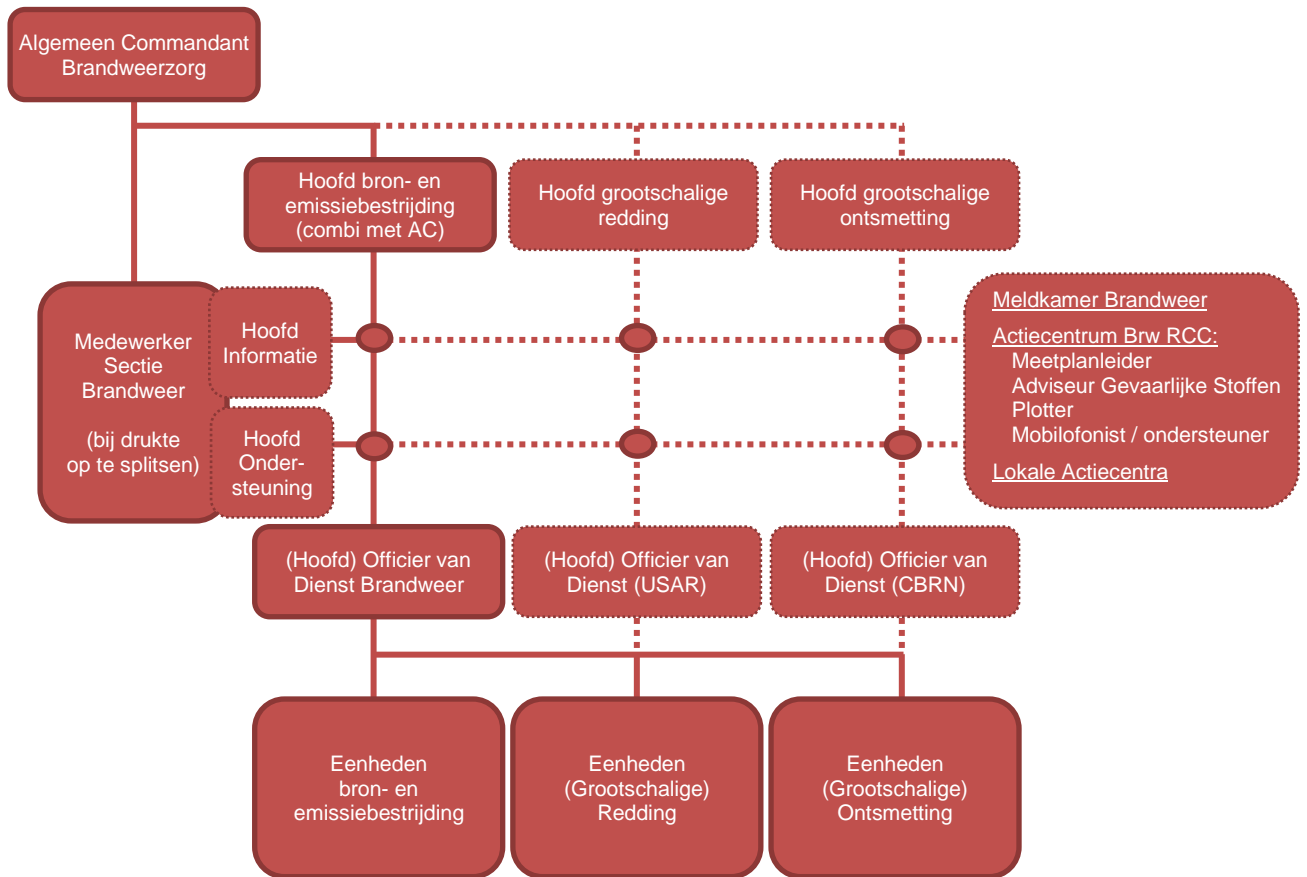 Algemeen Commandant
Brandweerzorg
Hoofd bron- en
emissiebestrijding
(combi met AC)
Hoofd grootschalige
redding
Hoofd grootschalige
ontsmetting
Medewerker
Sectie
Brandweer
(bij drukte
op te splitsen)
Hoofd
Informatie
Hoofd
Onder-
steuning
Meldkamer Brandweer
Actiecentrum Brw RCC:
Meetplanleider
Adviseur Gevaarlijke Stoffen
Plotter
Mobilofonist / ondersteuner
Lokale Actiecentra
(Hoofd) Officier van
Dienst Brandweer
(Hoofd) Officier van
Dienst (USAR)
(Hoofd) Officier van
Dienst (CBRN)
Eenheden
bron- en
emissiebestrijding
Eenheden
(Grootschalige)
Redding
Eenheden
(Grootschalige)
Ontsmetting